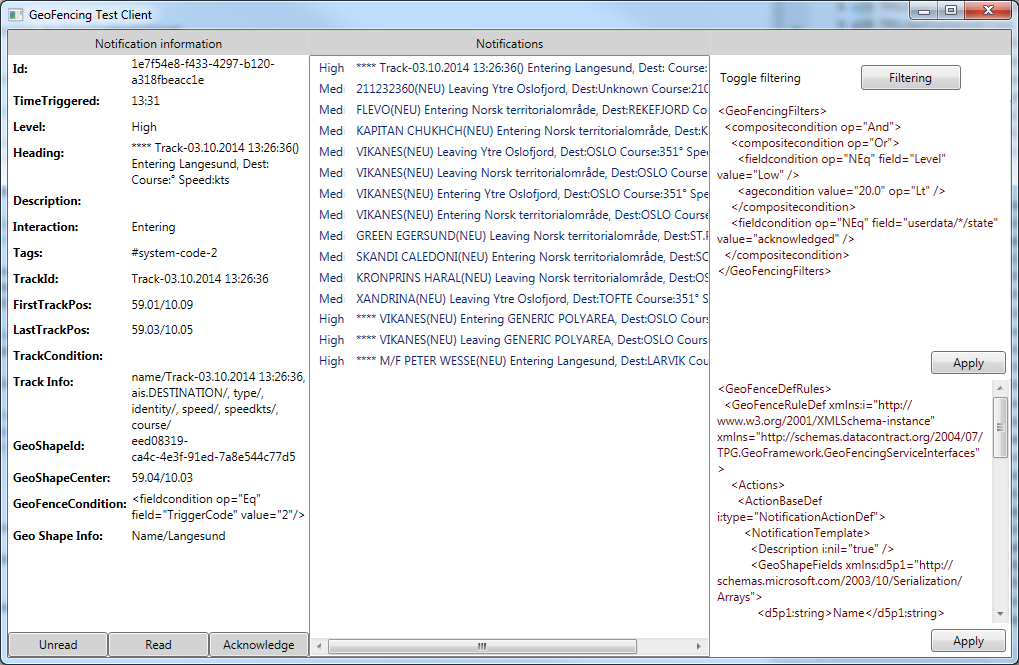 GeoFencing Test Client
Notification information
Id:
1e7f54e8-f433-4297-b120-
a318fbeacc1e
TimeTriggered:
13:31
Level:
High
Heading:
**** Track-03.10.2014 13:26:36()
Entering Langesund, Dest:
Course:° Speed:kts
Description:
Interaction:
Entering
Tags:
#system-code-2
TrackId:
Track-03.10.2014 13:26:36
FirstTrackPos:
59.01/10.09
LastTrackPos:
59.03/10.05
TrackCondition:
Track Info:
name/Track-03.10.2014 13:26:36,
ais.DESTINATION/, type/,
identity/, speed/, speedkts/,
course/
GeoShapeId:
eed08319-
ca4c-4e3f-91ed-7a8e544c77d5
GeoShapeCenter:
59.04/10.03
GeoFenceCondition:
<fieldcondition op="Eq"
field="TriggerCode" value="2"/>
Geo Shape Info:
Name/Langesund
Unread
Read
Acknowledge
Notifications
High **** Track-03.10.2014 13:26:36() Entering Langesund, Dest: Course:
Medi 211232360(NEU) Leaving Ytre Oslofjord, Dest:Unknown Course:210
Medi FLEVO(NEU) Entering Norsk territorialområde, Dest:REKEFJORD Co
Medi KAPITAN CHUKHCH(NEU) Entering Norsk territorialområde, Dest:K
Medi VIKANES(NEU) Leaving Ytre Oslofjord, Dest:OSLO Course:351° Spe
Medi VIKANES(NEU) Leaving Norsk territorialområde, Dest:OSLO Course
Medi VIKANES(NEU) Entering Ytre Oslofjord, Dest:OSLO Course:351° Spe
Medi VIKANES(NEU) Entering Norsk territorialområde, Dest:OSLO Course
Medi GREEN EGERSUND(NEU) Leaving Norsk territorialområde, Dest:ST.P
Medi SKANDI CALEDONI(NEU) Entering Norsk territorialområde, Dest:SC
Medi KRONPRINS HARAL(NEU) Leaving Norsk territorialområde, Dest:OS
Medi XANDRINA(NEU) Leaving Ytre Oslofjord, Dest:TOFTE Course:351° S
High **** VIKANES(NEU) Entering GENERIC POLYAREA, Dest:OSLO Cours
High **** VIKANES(NEU) Leaving GENERIC POLYAREA, Dest:OSLO Course
High **** M/F PETER WESSE(NEU) Entering Langesund, Dest:LARVIK Cou
Toggle filtering
Filtering
<GeoFencingFilters>
<compositecondition op="And">
<compositecondition op="Or">
<fieldcondition op="NEq" field="Level"
value="Low" />
<agecondition value="20.0" op="Lt" />
</compositecondition>
<fieldcondition op="NEq" field="userdata/*/state"
value="acknowledged" />
</compositecondition>
</GeoFencingFilters>
Apply
<GeoFenceDefRules>
<GeoFenceRuleDef xmlns:i="http://
www.w3.org/2001/XMLSchema-instance"
xmlns="http://schemas.datacontract.org/2004/07/
TPG.GeoFramework.GeoFencingServiceInterfaces"
>
<Actions>
<ActionBaseDef
i:type="NotificationActionDef">
<NotificationTemplate>
<Description i:nil="true" />
<GeoShapeFields xmlns:d5p1="http://
schemas.microsoft.com/2003/10/Serialization/
Arrays">
<d5p1:string>Name</d5p1:string>
Apply